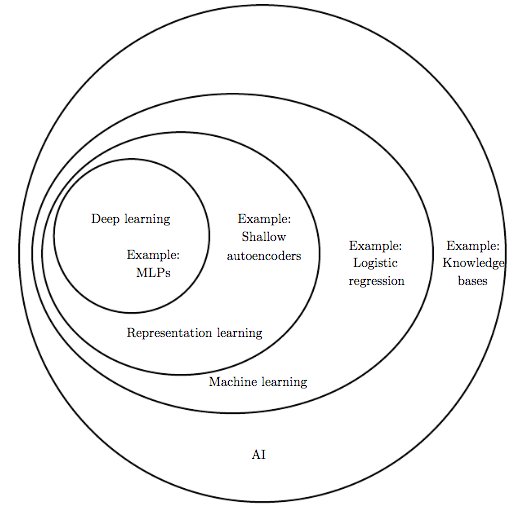 Deep learning
Example:
MLPs
Example:
Shallow
autoencoders
Example:
Logistic
regression
Example:
Knowledge
bases
Representation learning
Machine learning
AI